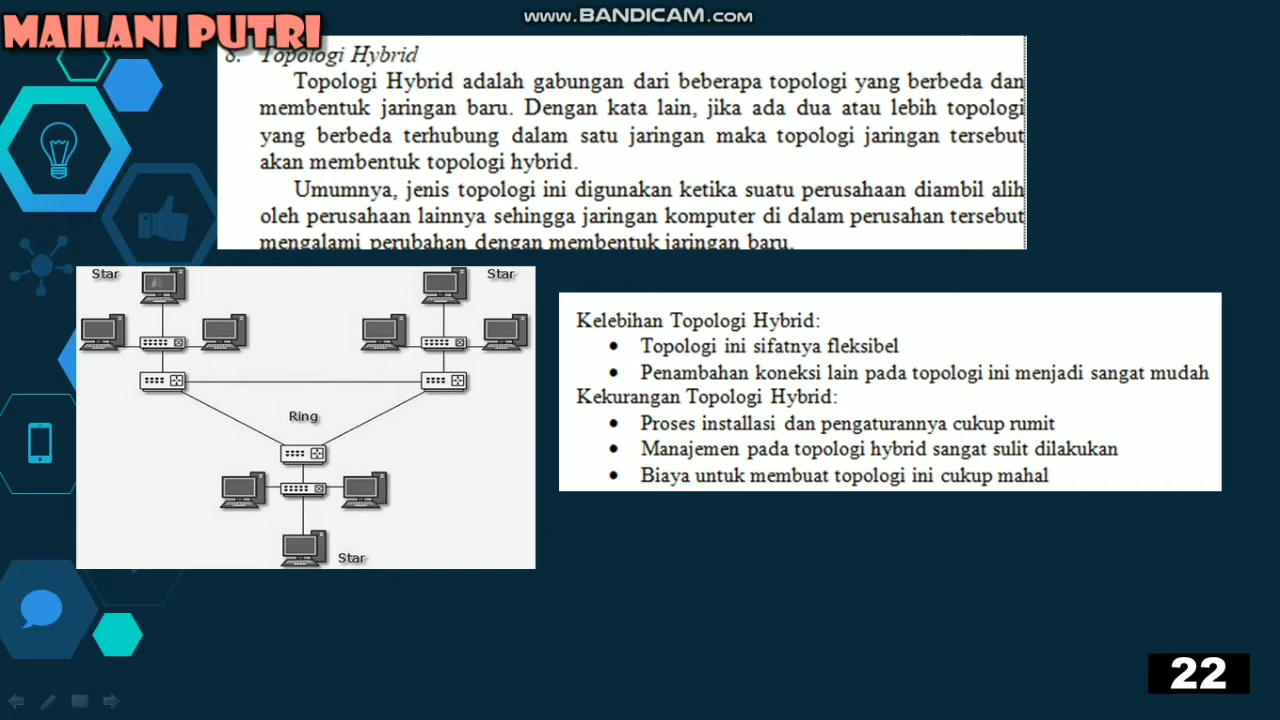 www.BANDICAM.com
MAILANI PUTRI
8. Topologi Hybrid
Topologi Hybrid adalah gabungan dari beberapa topologi yang berbeda dan
membentuk jaringan baru. Dengan kata lain, jika ada dua atau lebih topologi
yang berbeda terhubung dalam satu jaringan maka topologi jaringan tersebut
akan membentuk topologi hybrid.
Umumnya, jenis topologi ini digunakan ketika suatu perusahaan diambil alih
oleh perusahaan lainnya sehingga jaringan komputer di dalam perusahan tersebut
mengalami perubahan dengan membentuk jaringan baru.
Star
Star
Ring
Star
Kelebihan Topologi Hybrid:
• Topologi ini sifatnya fleksibel
• Penambahan koneksi lain pada topologi ini menjadi sangat mudah
Kekurangan Topologi Hybrid:
• Proses installasi dan pengaturannya cukup rumit
• Manajemen pada topologi hybrid sangat sulit dilakukan
• Biaya untuk membuat topologi ini cukup mahal
22